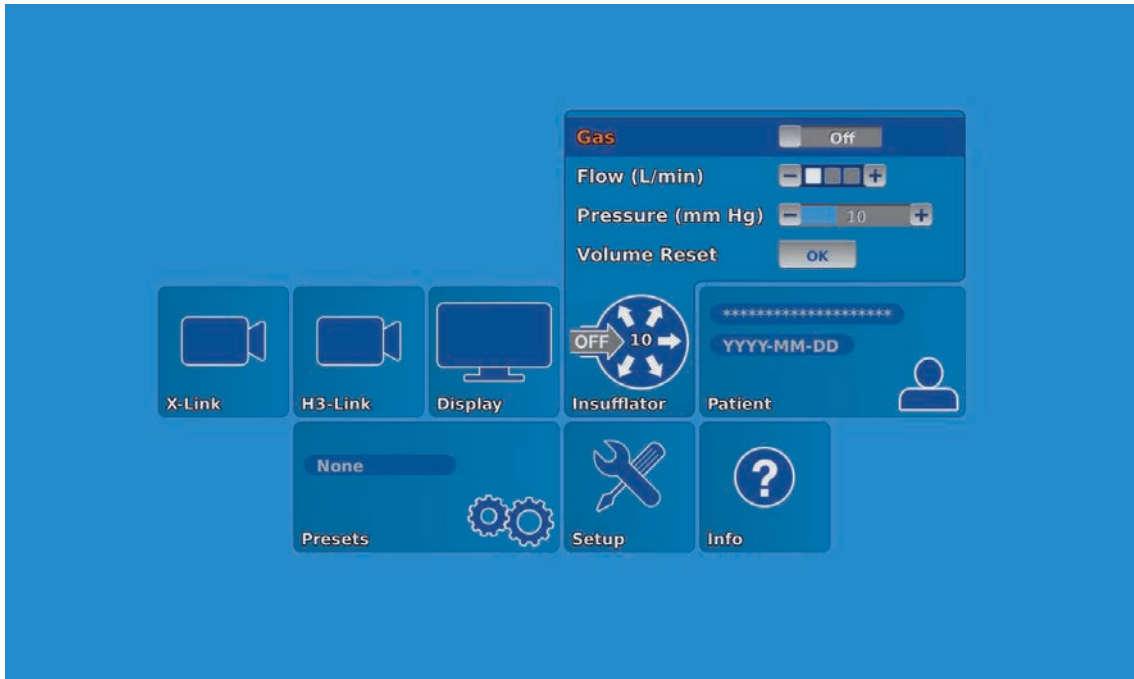 Gas Off
Flow (L/min) - +
Pressure (mm Hg) - 10 +
Volume Reset OK
X-Link
H3-Link
Display
OFF 10
Insufflator
********************
YYYY-MM-DD
Patient
None
Presets
Setup
?
Info